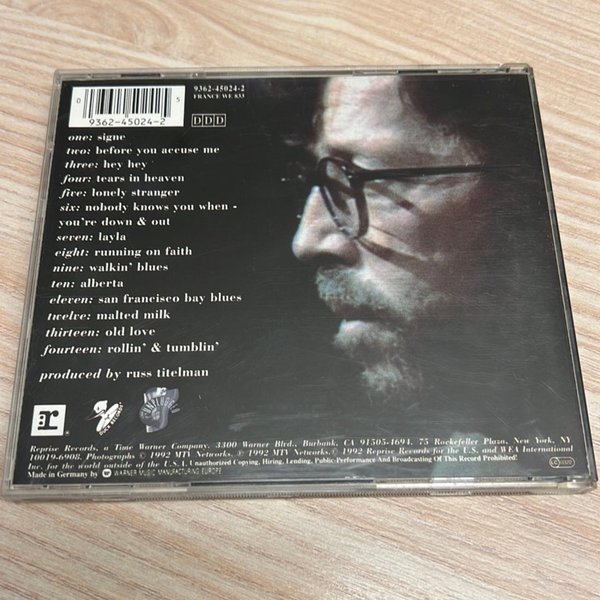 9362-45024-2
FRANCE WE 833
0
5
9362-45024-2
DDD
one: signe
two: before you accuse me
three: hey hey
four: tears in heaven
five: lonely stranger
six: nobody knows you when -
you're down & out
seven: layla
eight: running on faith
nine: walkin' blues
ten: alberta
eleven: san francisco bay blues
twelve: malted milk
thirteen: old love
fourteen: rollin' & tumblin'
produced by russ titelman
Reprise Records, a Time Warner Company. 3300 Warner Blvd., Burbank, CA 91505-4694. 75 Rockefeller Plaza, New York, NY
10019-6908. Photographs © 1992 MTV Networks. ℗ 1992 MTV Networks. © 1992 Reprise Records for the U.S. and WEA International
Inc. for the world outside of the U.S. Unauthorized Copying, Hiring, Lending, Public Performance And Broadcasting Of This Record Prohibited!
Made in Germany by WARNER MUSIC MANUFACTURING EUROPE